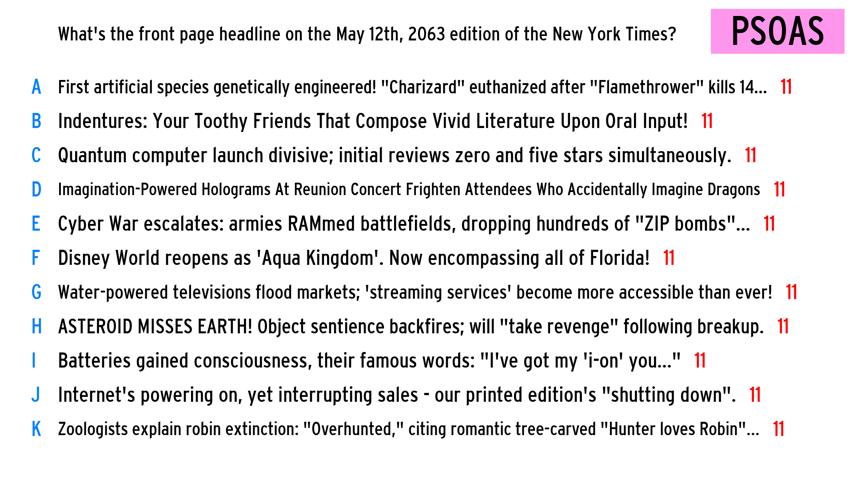 What's the front page headline on the May 12th, 2063 edition of the New York Times?
PSOAS
A First artificial species genetically engineered! "Charizard" euthanized after "Flamethrower" kills 14... 11
B Indentures: Your Toothy Friends That Compose Vivid Literature Upon Oral Input! 11
C Quantum computer launch divisive; initial reviews zero and five stars simultaneously. 11
D Imagination-Powered Holograms At Reunion Concert Frighten Attendees Who Accidentally Imagine Dragons 11
E Cyber War escalates: armies RAMmed battlefields, dropping hundreds of "ZIP bombs"... 11
F Disney World reopens as 'Aqua Kingdom'. Now encompassing all of Florida! 11
G Water-powered televisions flood markets; 'streaming services' become more accessible than ever! 11
H ASTEROID MISSES EARTH! Object sentience backfires; will "take revenge" following breakup. 11
I Batteries gained consciousness, their famous words: "I've got my 'i-on' you..." 11
J Internet's powering on, yet interrupting sales - our printed edition's "shutting down". 11
K Zoologists explain robin extinction: "Overhunted," citing romantic tree-carved "Hunter loves Robin"... 11